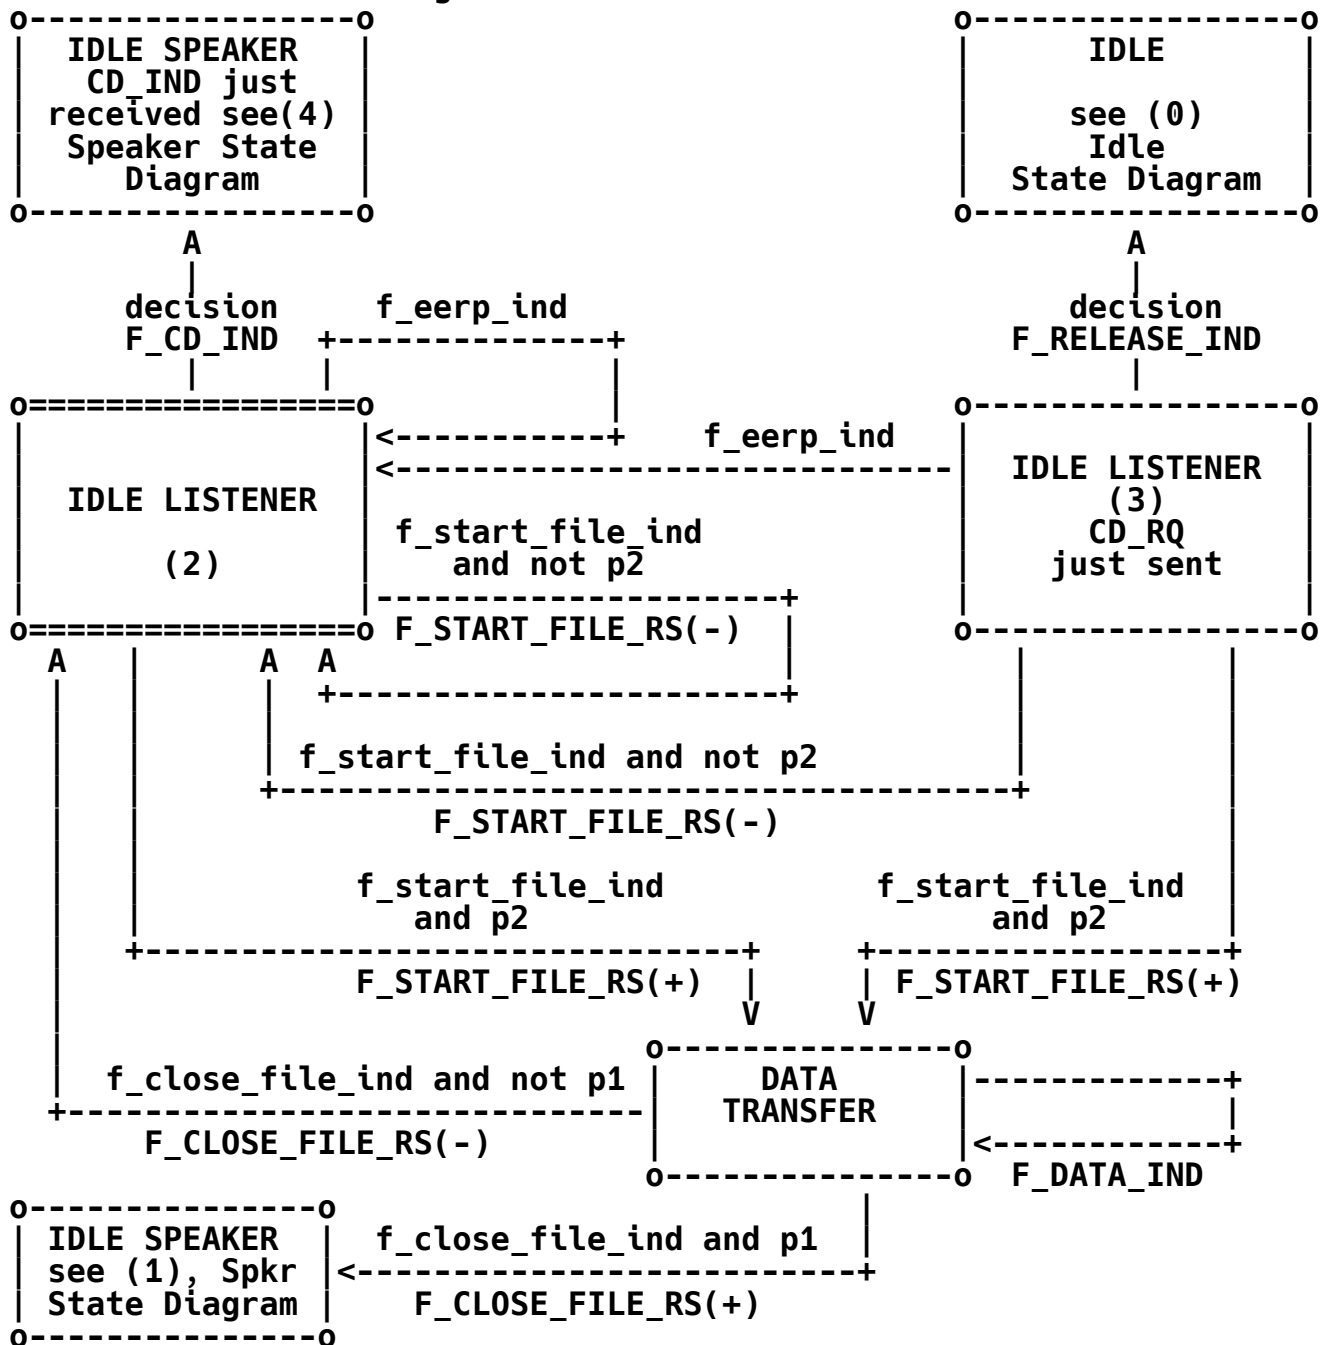 IDLE SPEAKER IDLE
CD_IND just
received see(4) see (0)
Speaker State Idle
Diagram State Diagram
A A
decision f_eerp_ind decision
F_CD_IND F_RELEASE_IND
f_eerp_ind
IDLE LISTENER
IDLE LISTENER (3)
f_start_file_ind CD_RQ
(2) and not p2 just sent
F_START_FILE_RS(-)
A A A
f_start_file_ind and not p2
F_START_FILE_RS(-)
f_start_file_ind f_start_file_ind
and p2 and p2
F_START_FILE_RS(+) F_START_FILE_RS(+)
V V
f_close_file_ind and not p1 DATA
TRANSFER
F_CLOSE_FILE_RS(-)
F_DATA_IND
IDLE SPEAKER f_close_file_ind and p1
see (1), Spkr
State Diagram F_CLOSE_FILE_RS(+)